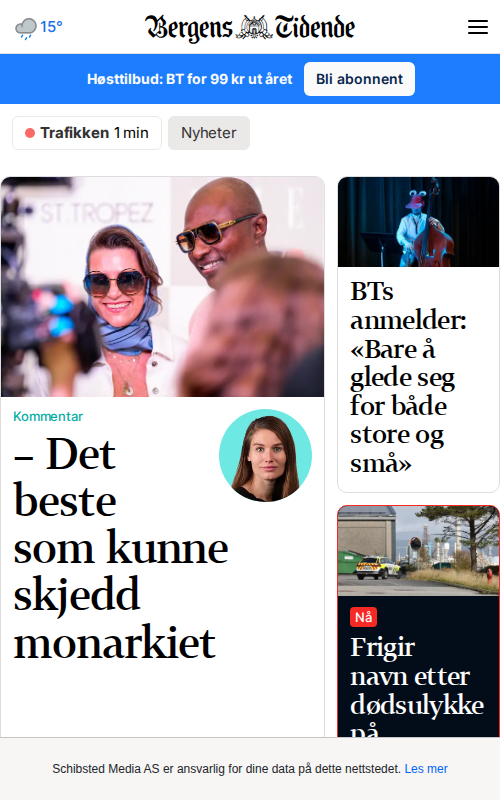 15°
Bergens Tidende
Høsttilbud: BT for 99 kr ut året
Bli abonnent
Trafikken 1 min
Nyheter
ST TROPEZ
Kommentar
– Det
beste
som kunne
skjedd
monarkiet
BTs
anmelder:
«Bare å
glede seg
for både
store og
små»
Nå
Frigir
navn etter
dødsulykke
på
Schibsted Media AS er ansvarlig for dine data på dette nettstedet. Les mer